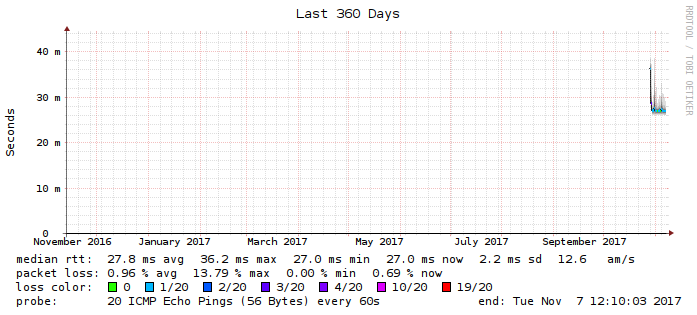 Last 360 Days
RRDTOOL / TOBI OETIKER
Seconds
40 m
30 m
20 m
10 m
0
November 2016 January 2017 March 2017 May 2017 July 2017 September 2017
median rtt: 27.8 ms avg 36.2 ms max 27.0 ms min 27.0 ms now 2.2 ms sd 12.6 am/s
packet loss: 0.96 % avg 13.79 % max 0.00 % min 0.69 % now
loss color: 0 1/20 2/20 3/20 4/20 10/20 19/20
probe: 20 ICMP Echo Pings (56 Bytes) every 60s end: Tue Nov 7 12:10:03 2017